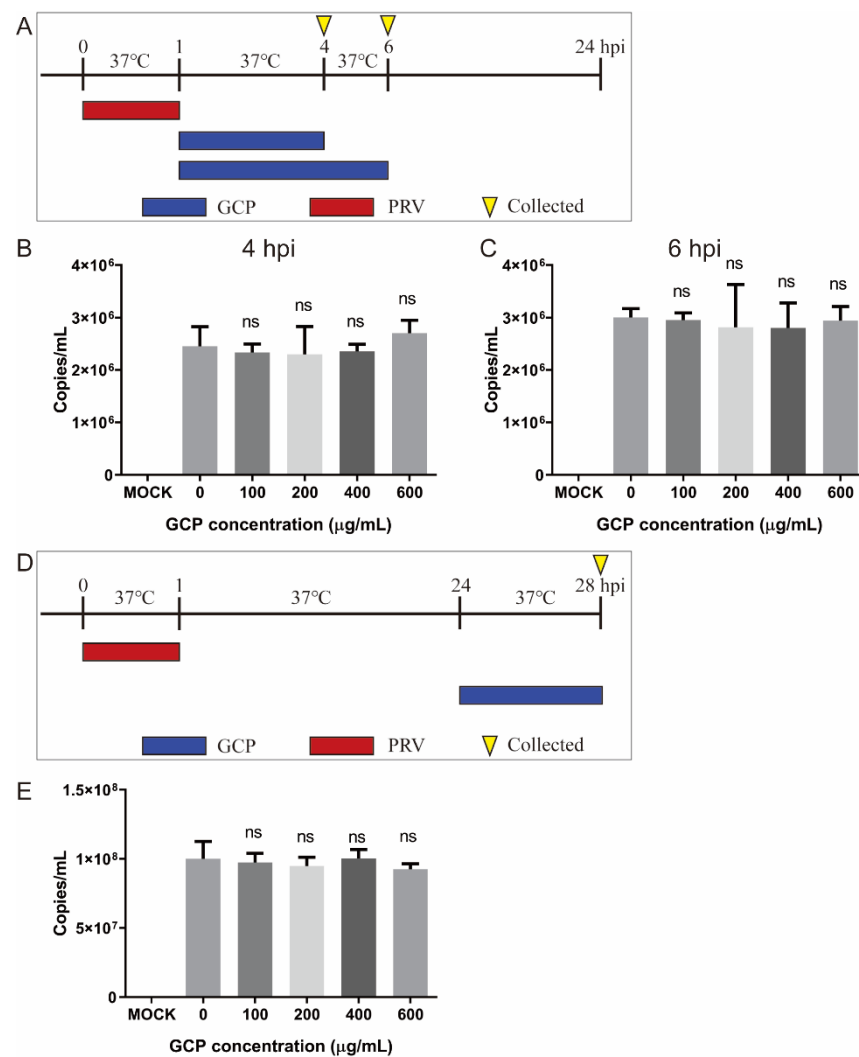 A
0 1 4 6 24 hpi
37°C 37°C 37°C
GCP PRV Collected
B 4 hpi
4×10⁶
3×10⁶
2×10⁶
1×10⁶
0
Copies/mL
ns ns ns ns
MOCK 0 100 200 400 600
GCP concentration (μg/mL)
C 6 hpi
4×10⁶
3×10⁶
2×10⁶
1×10⁶
0
Copies/mL
ns ns ns ns
MOCK 0 100 200 400 600
GCP concentration (μg/mL)
D
0 1 24 28 hpi
37°C 37°C 37°C
GCP PRV Collected
E
1.5×10⁸
1×10⁸
5×10⁷
0
Copies/mL
ns ns ns ns
MOCK 0 100 200 400 600
GCP concentration (μg/mL)